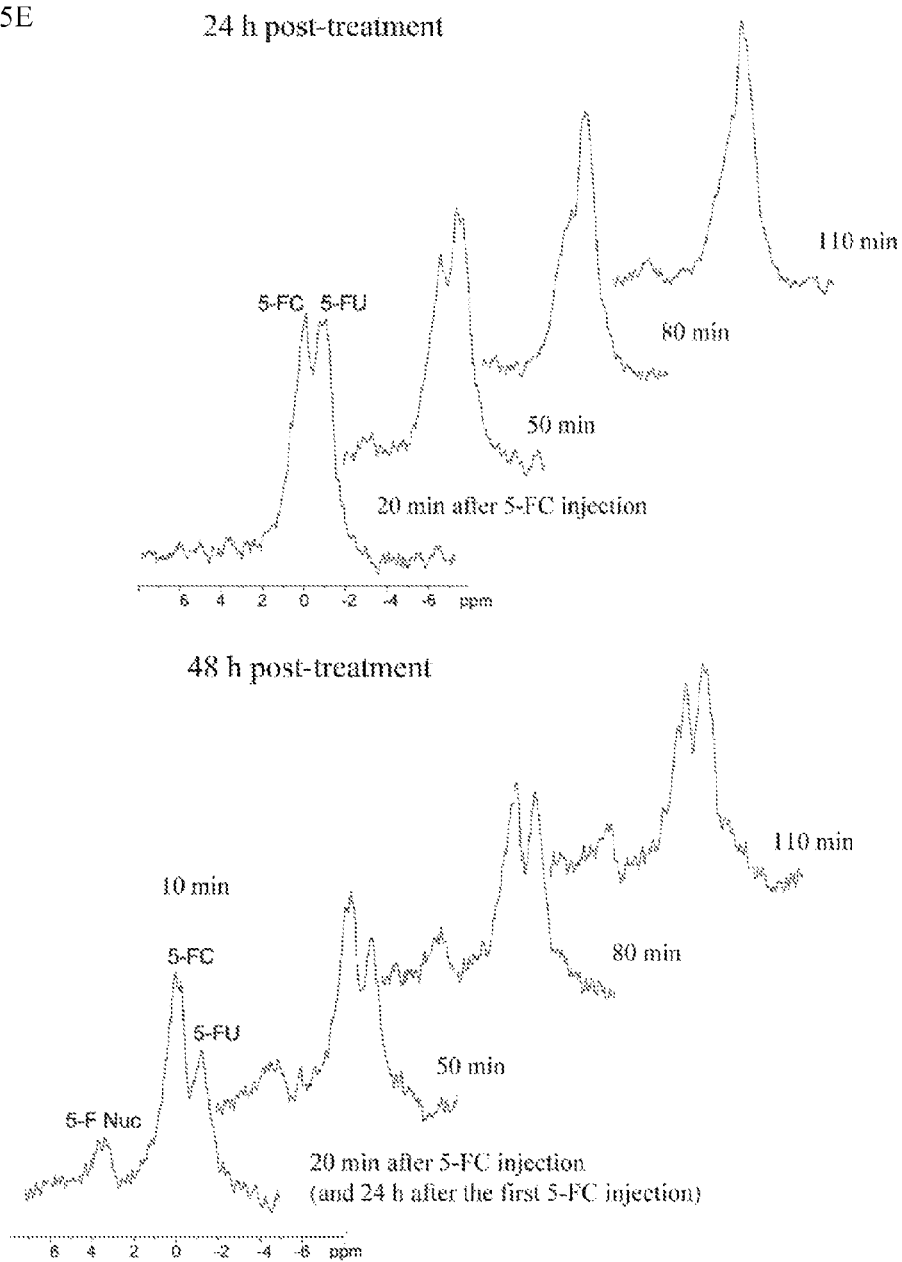 5E
24 h post-treatment
110 min
5-FC 5-FU
80 min
50 min
20 min after 5-FC injection
6 4 2 0 -2 -4 -6 ppm
48 h post-treatment
110 min
10 min
80 min
5-FC
5-FU
50 min
5-F Nuc
20 min after 5-FC injection
(and 24 h after the first 5-FC injection)
6 4 2 0 -2 -4 -6 ppm